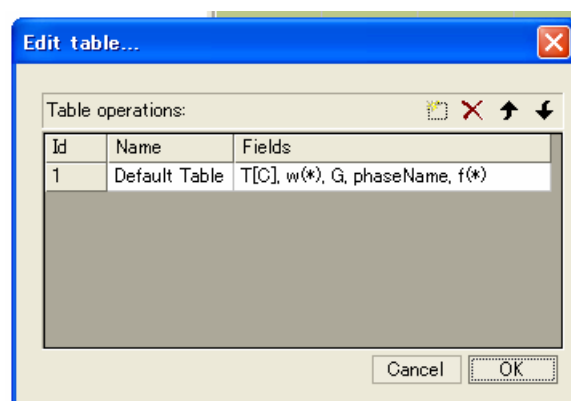 Edit table...
Table operations:
Id Name Fields
1 Default Table T[C], w(*), G, phaseName, f(*)
Cancel OK